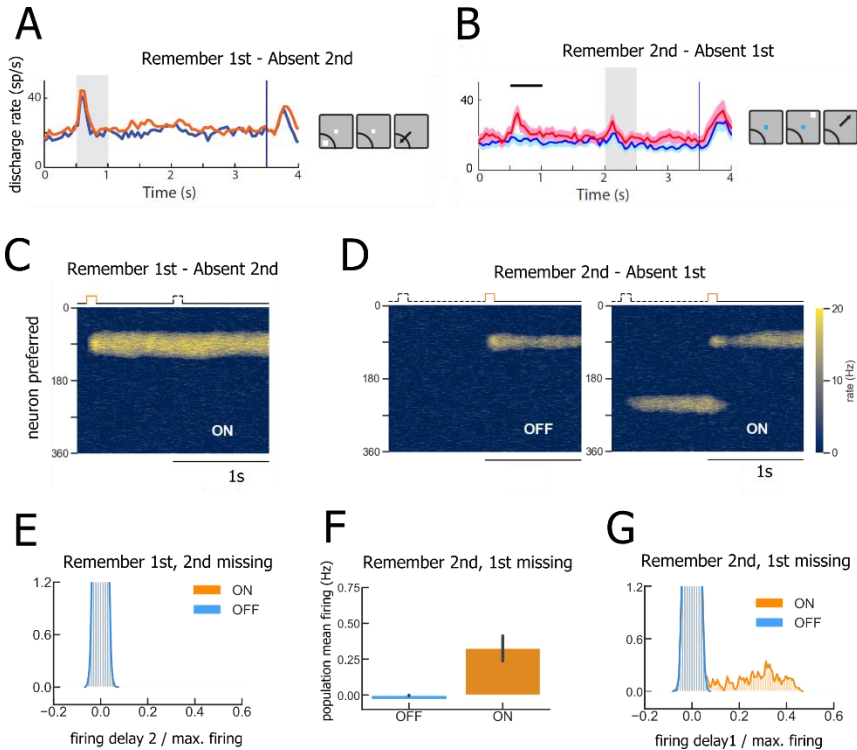 A
Remember 1st - Absent 2nd
discharge rate (sp/s)
40
20
0
0 1 2 3 4
Time (s)
B
Remember 2nd - Absent 1st
40
0
0 1 2 3 4
Time (s)
C
Remember 1st - Absent 2nd
neuron preferred
0
180
360
ON
1s
D
Remember 2nd - Absent 1st
0
180
360
OFF
0
180
360
ON
1s
20
10
0
rate (Hz)
E
Remember 1st, 2nd missing
1.2
0.6
0.0
ON
OFF
−0.2 0.0 0.2 0.4 0.6
firing delay 2 / max. firing
F
Remember 2nd, 1st missing
population mean firing (Hz)
0.75
0.50
0.25
0.00
OFF ON
G
Remember 2nd, 1st missing
1.2
0.6
0.0
ON
OFF
−0.2 0.0 0.2 0.4 0.6
firing delay1 / max. firing